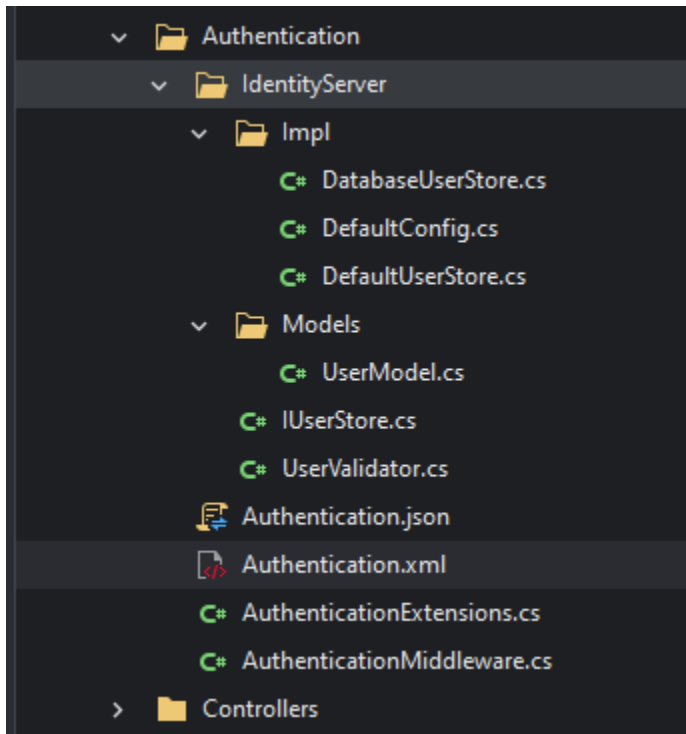 Authentication
IdentityServer
Impl
C# DatabaseUserStore.cs
C# DefaultConfig.cs
C# DefaultUserStore.cs
Models
C# UserModel.cs
C# IUserStore.cs
C# UserValidator.cs
Authentication.json
Authentication.xml
C# AuthenticationExtensions.cs
C# AuthenticationMiddleware.cs
Controllers